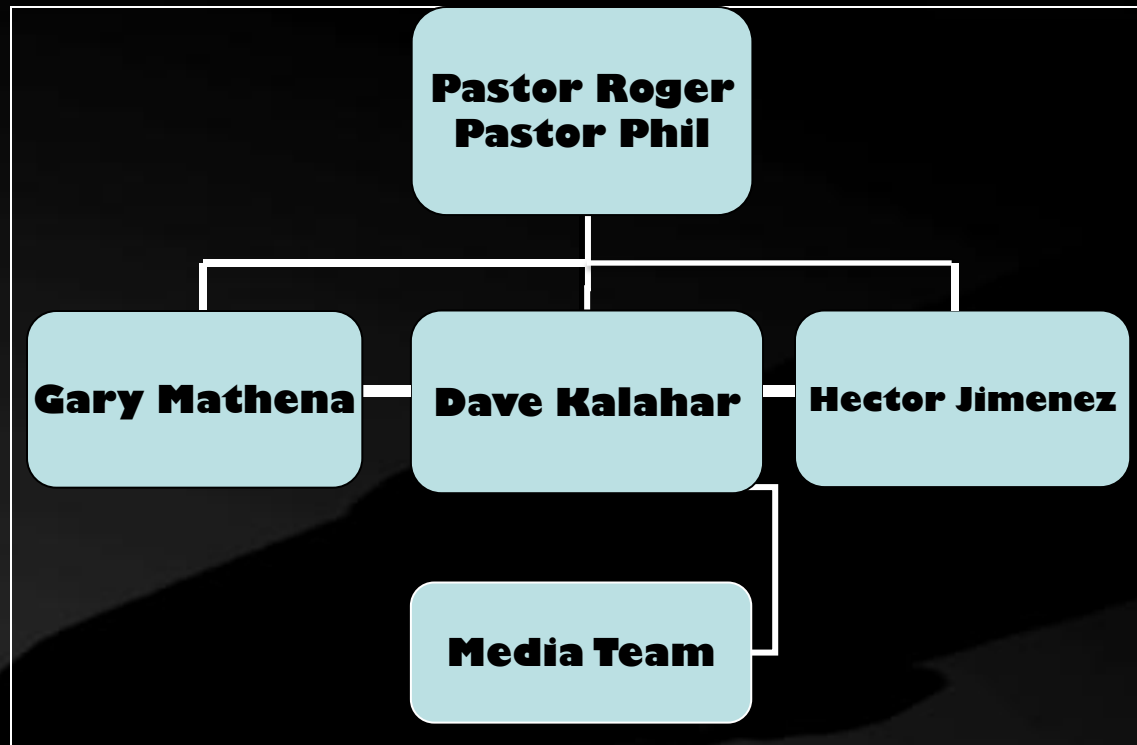 Pastor Roger
Pastor Phil
Gary Mathena
Dave Kalahar
Hector Jimenez
Media Team